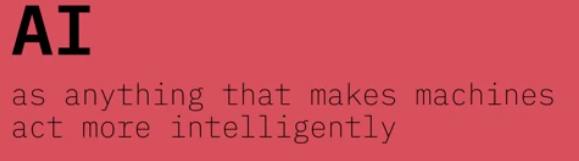 AI
as anything that makes machines
act more intelligently